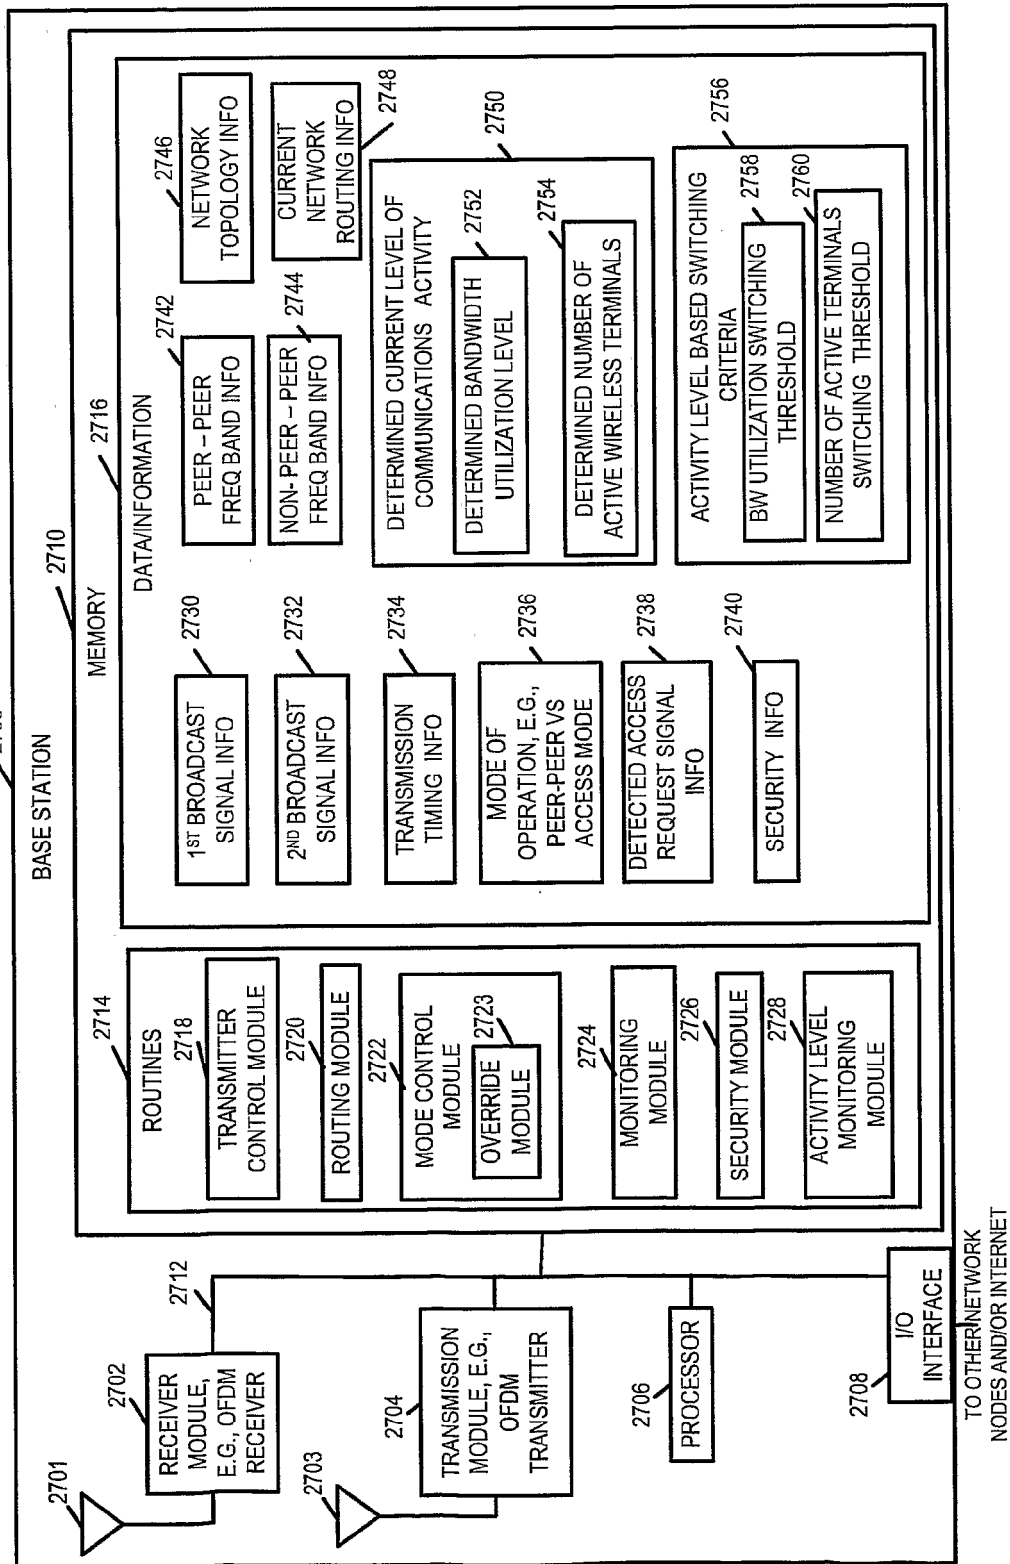 BASE STATION
2710
MEMORY
2701
2702
RECEIVER
MODULE,
E.G., OFDM
RECEIVER
2712
2703
2704
TRANSMISSION
MODULE, E.G.,
OFDM
TRANSMITTER
2706
PROCESSOR
2708
I/O
INTERFACE
TO OTHER NETWORK
NODES AND/OR INTERNET
2714
ROUTINES
2718
TRANSMITTER
CONTROL MODULE
2720
ROUTING MODULE
2722
MODE CONTROL
MODULE
2723
OVERRIDE
MODULE
2724
MONITORING
MODULE
2726
SECURITY MODULE
2728
ACTIVITY LEVEL
MONITORING
MODULE
2716
DATA/INFORMATION
2730
1ST BROADCAST
SIGNAL INFO
2732
2ND BROADCAST
SIGNAL INFO
2734
TRANSMISSION
TIMING INFO
2736
MODE OF
OPERATION, E.G.,
PEER-PEER VS
ACCESS MODE
2738
DETECTED ACCESS
REQUEST SIGNAL
INFO
2740
SECURITY INFO
2742
PEER – PEER
FREQ BAND INFO
2744
NON- PEER – PEER
FREQ BAND INFO
2746
NETWORK
TOPOLOGY INFO
2748
CURRENT
NETWORK
ROUTING INFO
2750
DETERMINED CURRENT LEVEL OF
COMMUNICATIONS ACTIVITY
2752
DETERMINED BANDWIDTH
UTILIZATION LEVEL
2754
DETERMINED NUMBER OF
ACTIVE WIRELESS TERMINALS
2756
ACTIVITY LEVEL BASED SWITCHING
CRITERIA
2758
BW UTILIZATION SWITCHING
THRESHOLD
2760
NUMBER OF ACTIVE TERMINALS
SWITCHING THRESHOLD